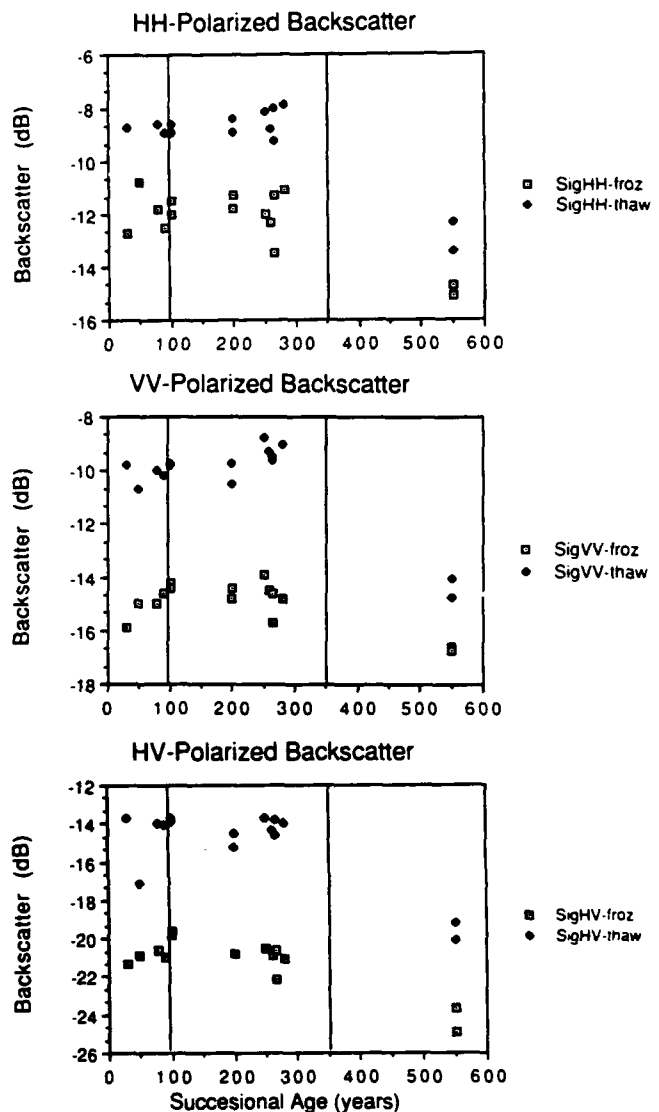 HH-Polarized Backscatter
-6
-8
-10
-12
-14
-16
Backscatter (dB)
0 100 200 300 400 500 600
SigHH-froz
SigHH-thaw
VV-Polarized Backscatter
-8
-10
-12
-14
-16
-18
Backscatter (dB)
0 100 200 300 400 500 600
SigVV-froz
SigVV-thaw
HV-Polarized Backscatter
-12
-14
-16
-18
-20
-22
-24
-26
Backscatter (dB)
0 100 200 300 400 500 600
SigHV-froz
SigHV-thaw
Succesional Age (years)